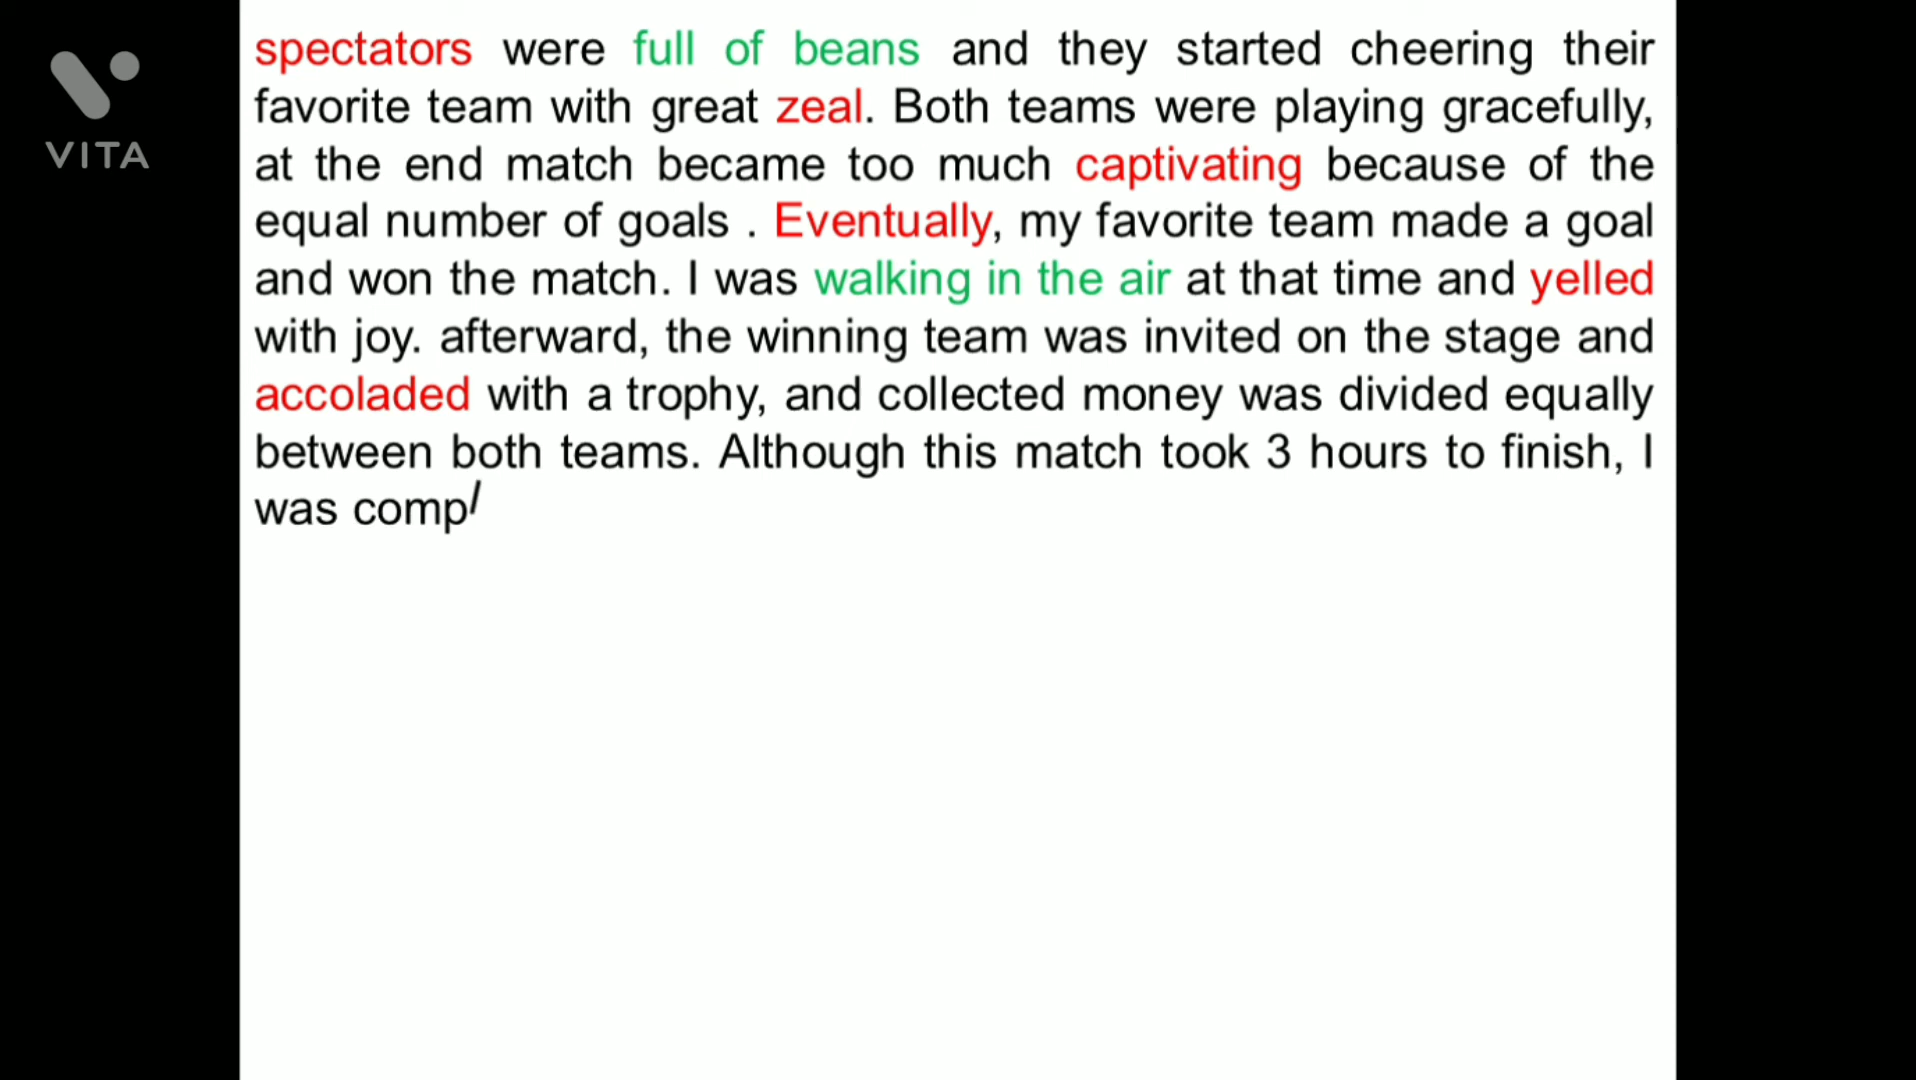 VITA
spectators were full of beans and they started cheering their
favorite team with great zeal. Both teams were playing gracefully,
at the end match became too much captivating because of the
equal number of goals . Eventually, my favorite team made a goal
and won the match. I was walking in the air at that time and yelled
with joy. afterward, the winning team was invited on the stage and
accoladed with a trophy, and collected money was divided equally
between both teams. Although this match took 3 hours to finish, I
was compl